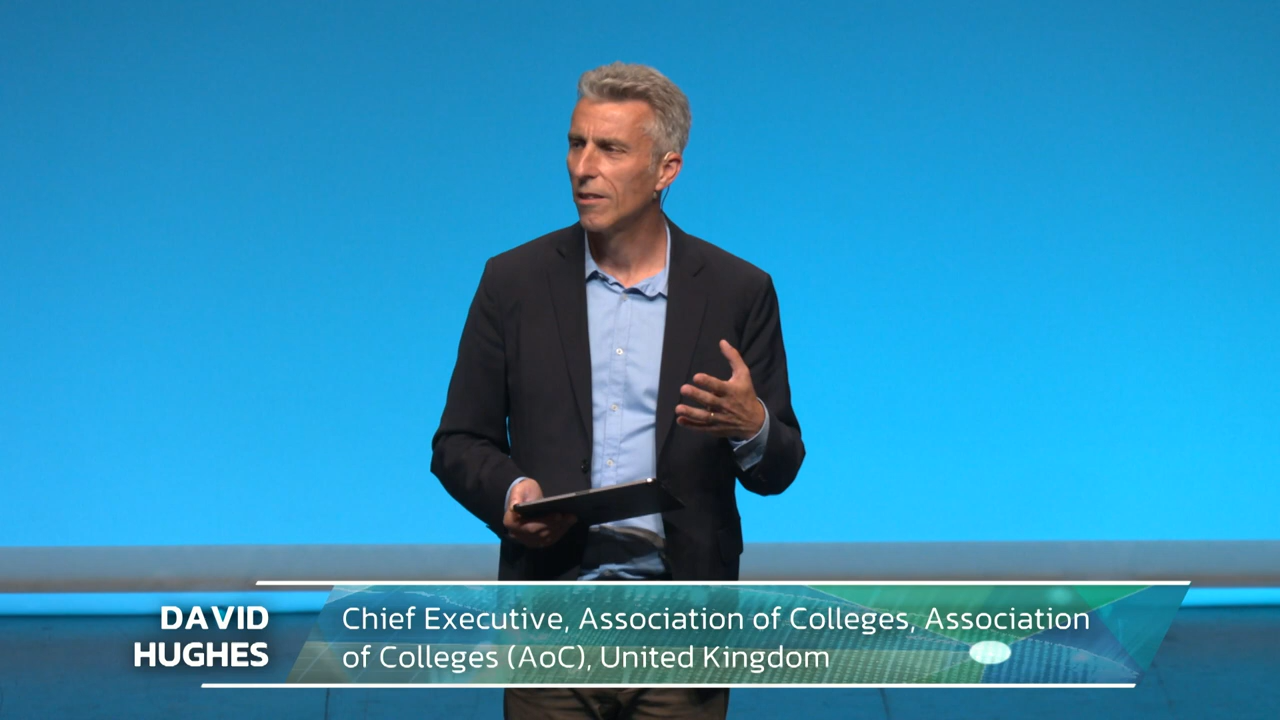 DAVID
HUGHES
Chief Executive, Association of Colleges, Association
of Colleges (AoC), United Kingdom